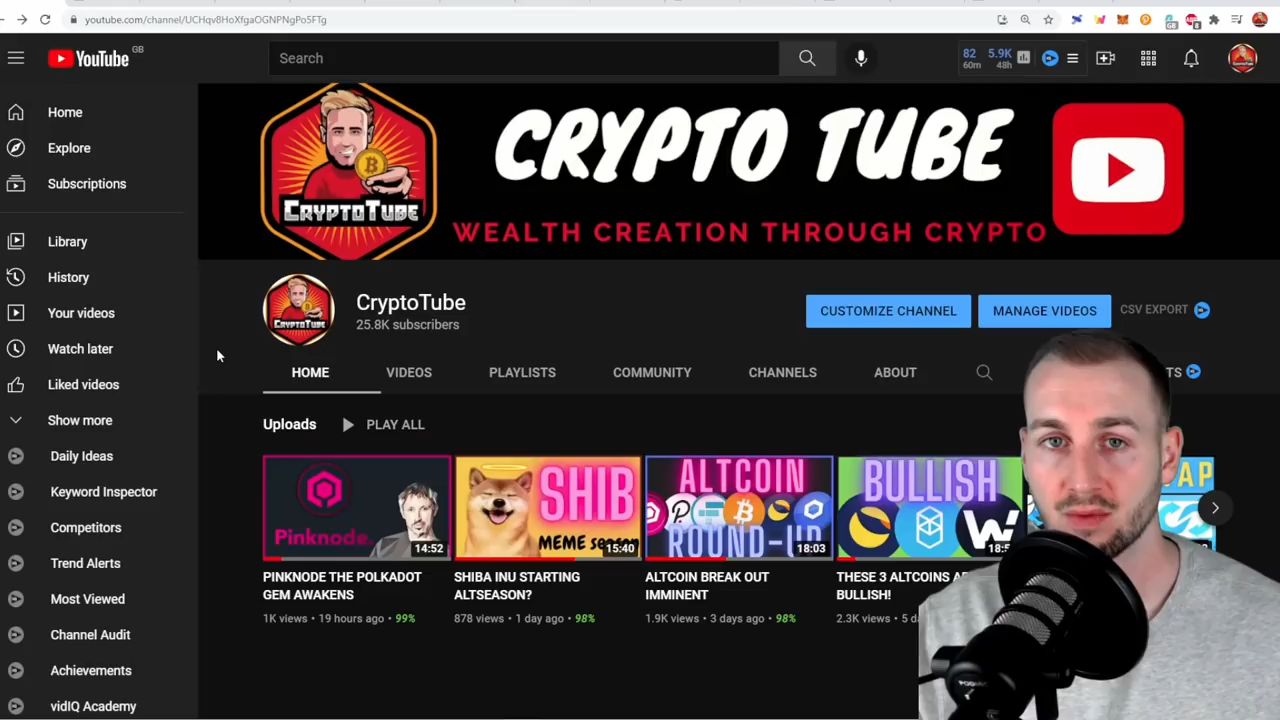 youtube.com/channel/UCHqv8HoXfgaOGNPNgPo5FTg
YouTube GB
Search
82 5.9K
60m 48h
Home
Explore
Subscriptions
Library
History
Your videos
Watch later
Liked videos
Show more
Daily Ideas
Keyword Inspector
Competitors
Trend Alerts
Most Viewed
Channel Audit
Achievements
vidIQ Academy
CRYPTOTUBE
CRYPTO TUBE
WEALTH CREATION THROUGH CRYPTO
CRYPTOTUBE
CryptoTube
25.8K subscribers
CUSTOMIZE CHANNEL
MANAGE VIDEOS
CSV EXPORT
HOME
VIDEOS
PLAYLISTS
COMMUNITY
CHANNELS
ABOUT
TS
Uploads
PLAY ALL
Pinknode
14:52
PINKNODE THE POLKADOT
GEM AWAKENS
1K views • 19 hours ago • 99%
SHIB
MEME season
15:40
SHIBA INU STARTING
ALTSEASON?
878 views • 1 day ago • 98%
ALTCOIN
ROUND-UP
18:03
ALTCOIN BREAK OUT
IMMINENT
1.9K views • 3 days ago • 98%
BULLISH
18:5
THESE 3 ALTCOINS A
BULLISH!
2.3K views • 5 d
AP